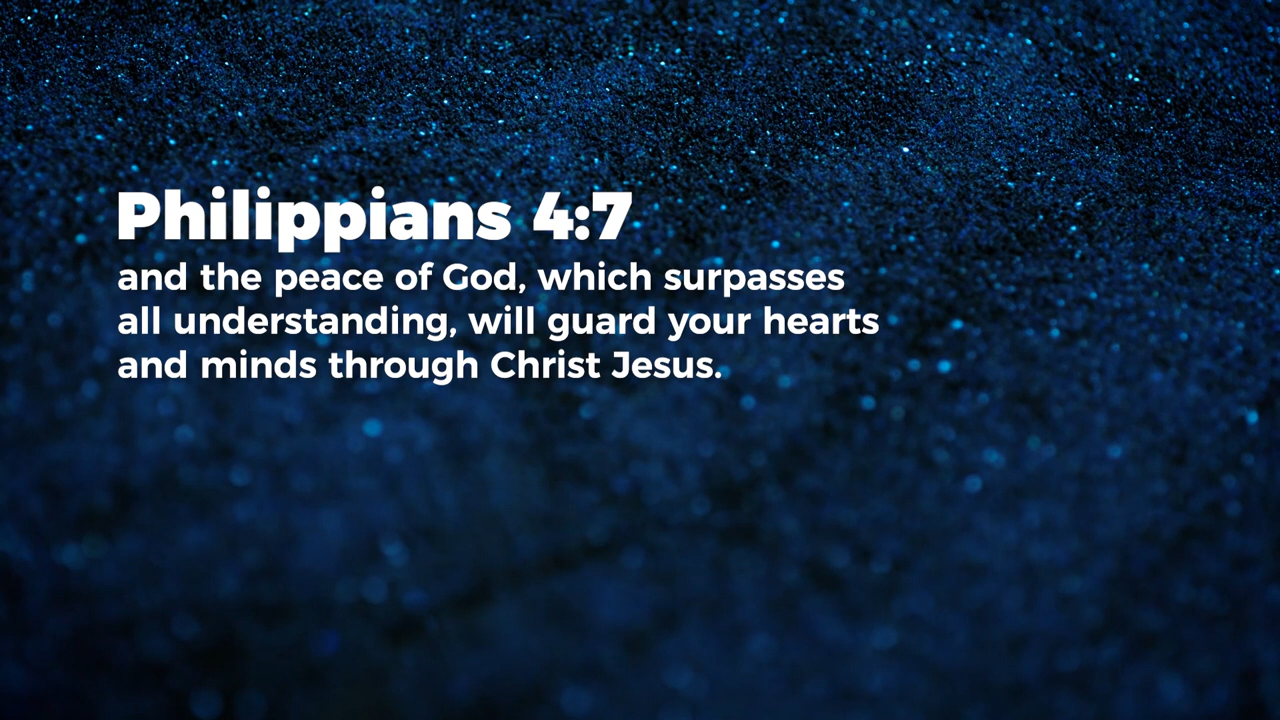 Philippians 4:7
and the peace of God, which surpasses
all understanding, will guard your hearts
and minds through Christ Jesus.